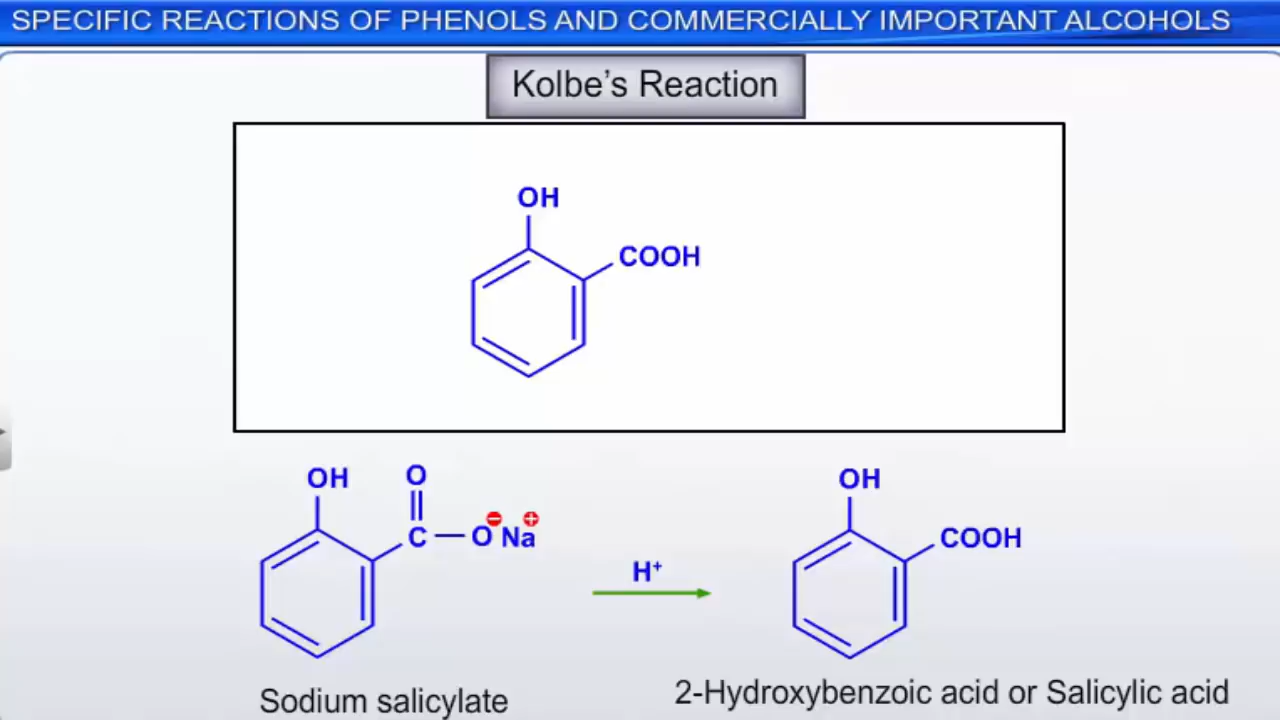 SPECIFIC REACTIONS OF PHENOLS AND COMMERCIALLY IMPORTANT ALCOHOLS
Kolbe's Reaction
OH
COOH
OH
O
C
O⊖ Na⊕
H⁺
OH
COOH
Sodium salicylate
2-Hydroxybenzoic acid or Salicylic acid